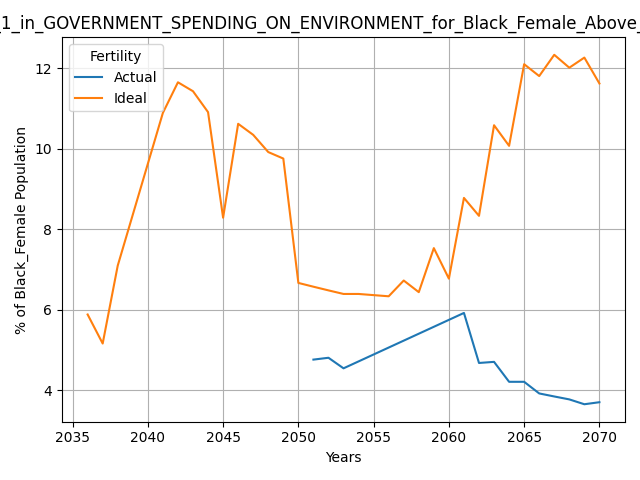 _1_in_GOVERNMENT_SPENDING_ON_ENVIRONMENT_for_Black_Female_Above_
Fertility
Actual
Ideal
% of Black_Female Population
12
10
8
6
4
2035 2040 2045 2050 2055 2060 2065 2070
Years